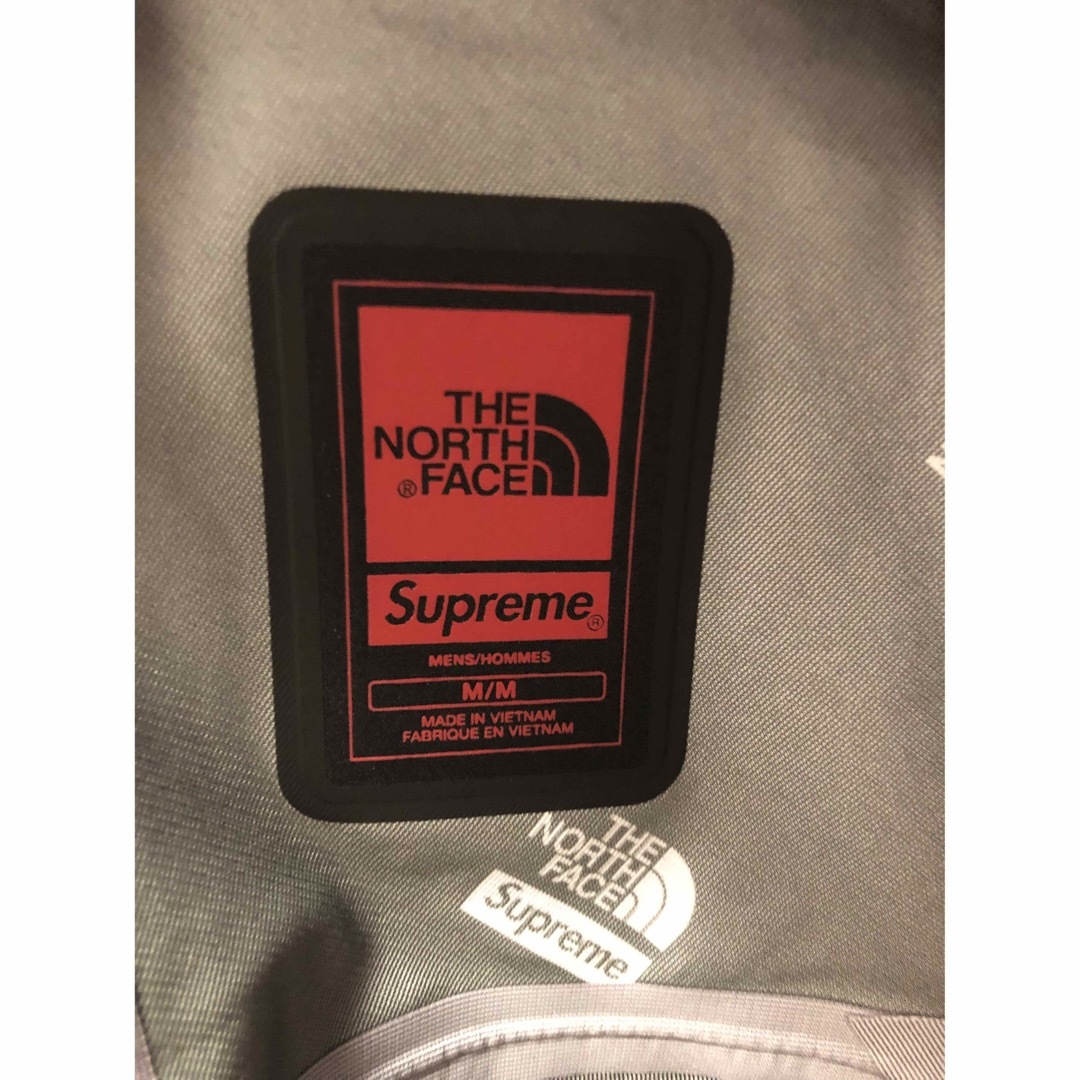 THE
NORTH
® FACE
Supreme®
MENS/HOMMES
M/M
MADE IN VIETNAM
FABRIQUE EN VIETNAM
THE
NORTH
FACE
Supreme